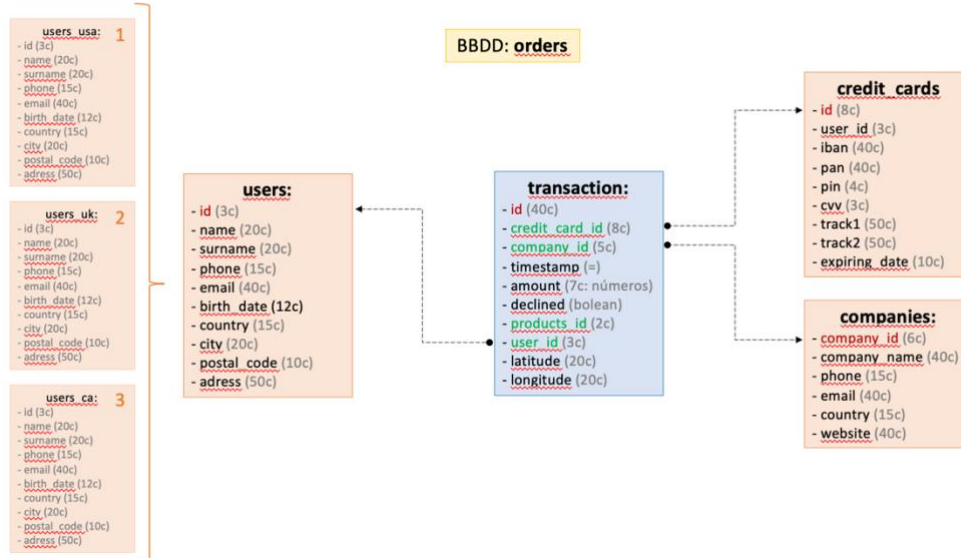 users_usa: 1
- id (3c)
- name (20c)
- surname (20c)
- phone (15c)
- email (40c)
- birth_date (12c)
- country (15c)
- city (20c)
- postal_code (10c)
- adress (50c)
users_uk: 2
- id (3c)
- name (20c)
- surname (20c)
- phone (15c)
- email (40c)
- birth_date (12c)
- country (15c)
- city (20c)
- postal_code (10c)
- adress (50c)
users_ca: 3
- id (3c)
- name (20c)
- surname (20c)
- phone (15c)
- email (40c)
- birth_date (12c)
- country (15c)
- city (20c)
- postal_code (10c)
- adress (50c)
users:
- id (3c)
- name (20c)
- surname (20c)
- phone (15c)
- email (40c)
- birth_date (12c)
- country (15c)
- city (20c)
- postal_code (10c)
- adress (50c)
BBDD: orders
transaction:
- id (40c)
- credit_card_id (8c)
- company_id (5c)
- timestamp (=)
- amount (7c: números)
- declined (bolean)
- products_id (2c)
- user_id (3c)
- latitude (20c)
- longitude (20c)
credit_cards
- id (8c)
- user_id (3c)
- iban (40c)
- pan (40c)
- pin (4c)
- cvv (3c)
- track1 (50c)
- track2 (50c)
- expiring_date (10c)
companies:
- company_id (6c)
- company_name (40c)
- phone (15c)
- email (40c)
- country (15c)
- website (40c)